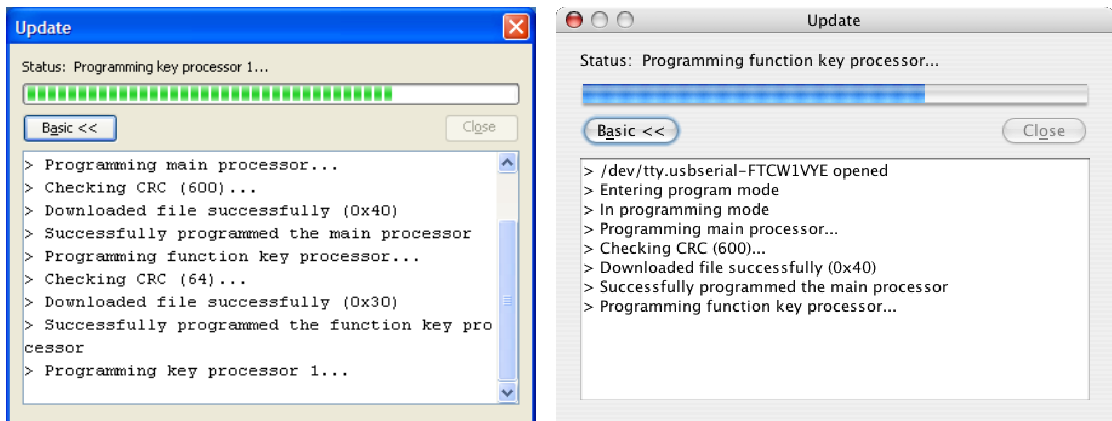 Update
Status: Programming key processor 1...
Basic <<
Close
> Programming main processor...
> Checking CRC (600)...
> Downloaded file successfully (0x40)
> Successfully programmed the main processor
> Programming function key processor...
> Checking CRC (64)...
> Downloaded file successfully (0x30)
> Successfully programmed the function key pro
cessor
> Programming key processor 1...
Update
Status: Programming function key processor...
Basic <<
Close
> /dev/tty.usbserial-FTCW1VYE opened
> Entering program mode
> In programming mode
> Programming main processor...
> Checking CRC (600)...
> Downloaded file successfully (0x40)
> Successfully programmed the main processor
> Programming function key processor...